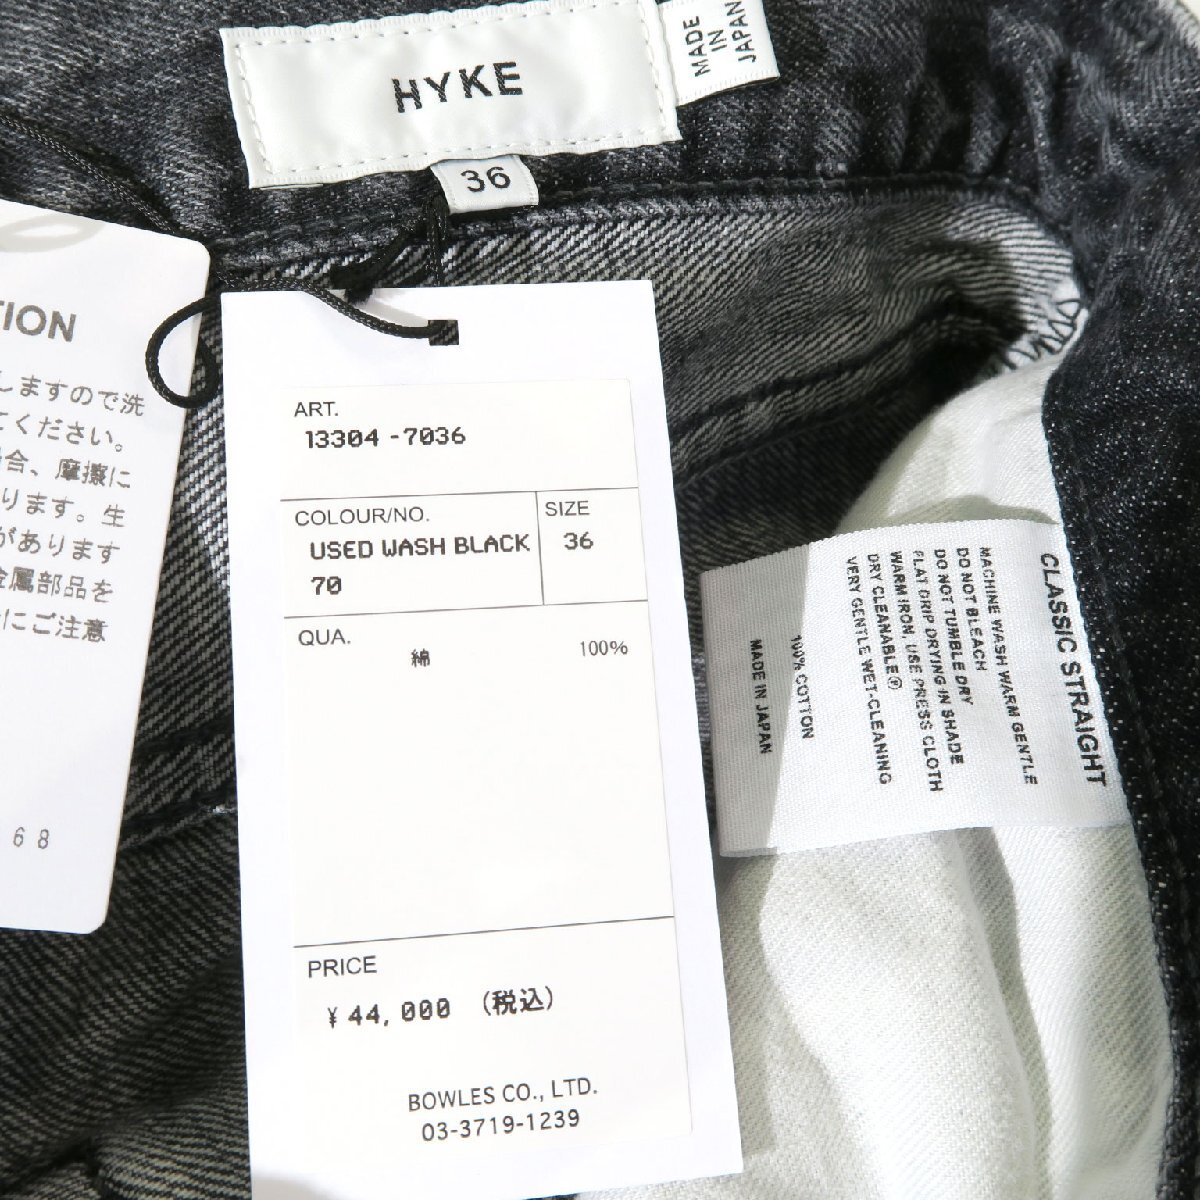 HYKE
MADE
IN
JAPAN
36
TION
しますので洗
てください。
場合、摩擦に
ります。生
がありま す
金属部品を
にご注意
68
ART.
13304 -7036
COLOUR/NO.
USED WASH BLACK
70
SIZE
36
QUA.
綿 100%
PRICE
¥ 44,000 (税込)
BOWLES CO., LTD.
03-3719-1239
CLASSIC STRAIGHT
MACHINE WASH WARM GENTLE
DO NOT BLEACH
DO NOT TUMBLE DRY
FLAT DRIP DRYING IN SHADE
WARM IRON, USE PRESS CLOTH
DRY CLEANABLE Ⓟ
VERY GENTLE WET-CLEANING
100% COTTON
MADE IN JAPAN